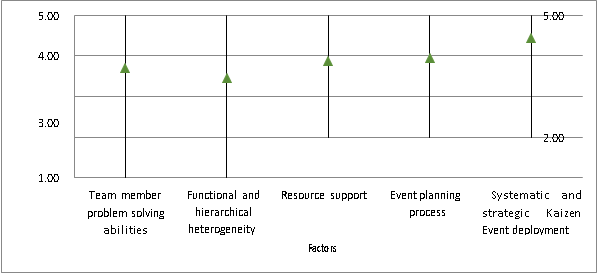 5.00
5.00
4.00
3.00
2.00
1.00
Team member
problem solving
abilities
Functional and
hierarchical
heterogeneity
Resource support
Event planning
process
Systematic and
strategic Kaizen
Event deployment
Factors